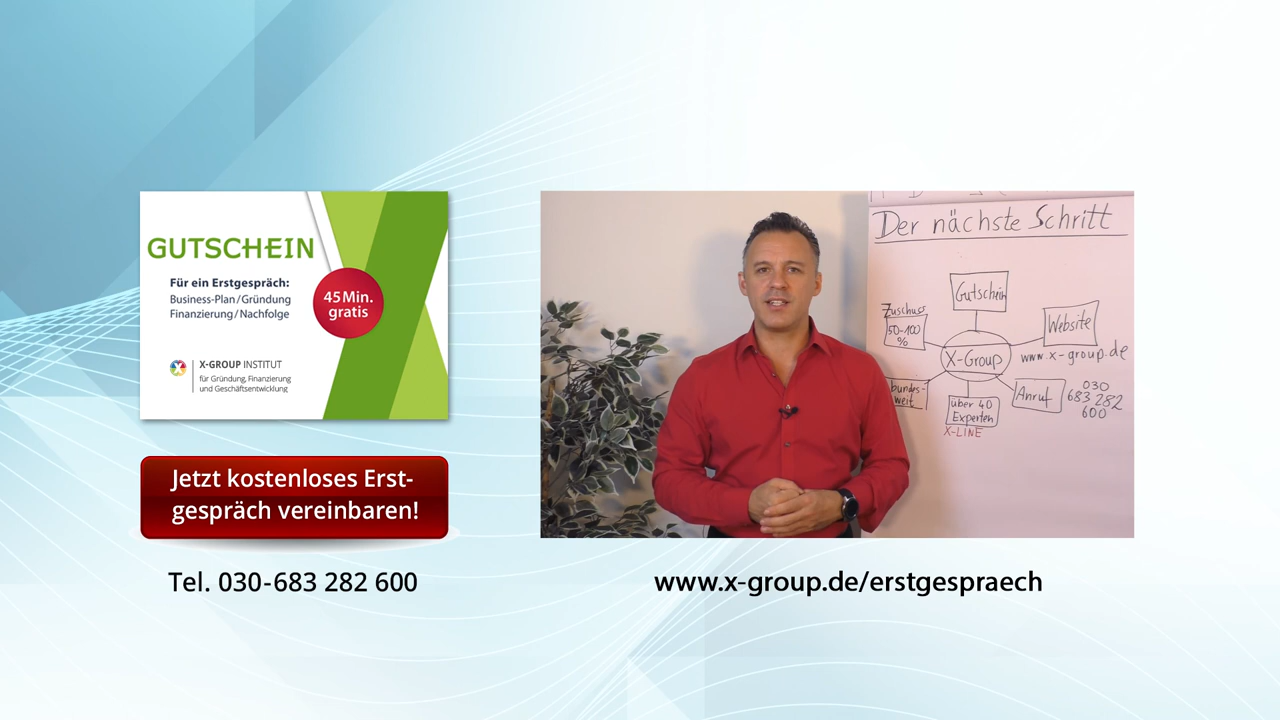 GUTSCHEIN
Für ein Erstgespräch:
Business-Plan/Gründung
Finanzierung/Nachfolge
45 Min.
gratis
X-GROUP INSTITUT
für Gründung, Finanzierung
und Geschäftsentwicklung
Jetzt kostenloses Erst-
gespräch vereinbaren!
Tel. 030-683 282 600
Der nächste Schritt
Gutschein
Zuschuss
50-100
%
Website
www.x-group.de
X-Group
bundes-
weit
über 40
Experten
X-LINE
Anruf
030
683 282
600
www.x-group.de/erstgespraech